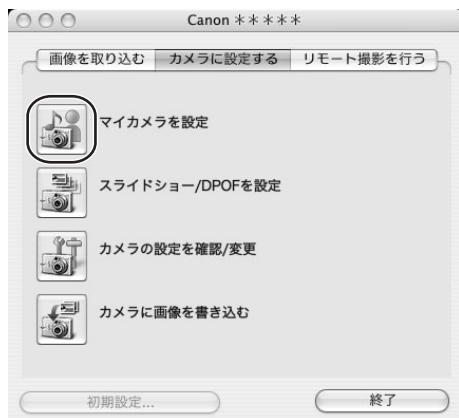 Canon ＊＊＊＊＊
画像を取り込む カメラに設定する リモート撮影を行う
マイカメラを設定
スライドショー/DPOFを設定
カメラの設定を確認/変更
カメラに画像を書き込む
初期設定... 終了